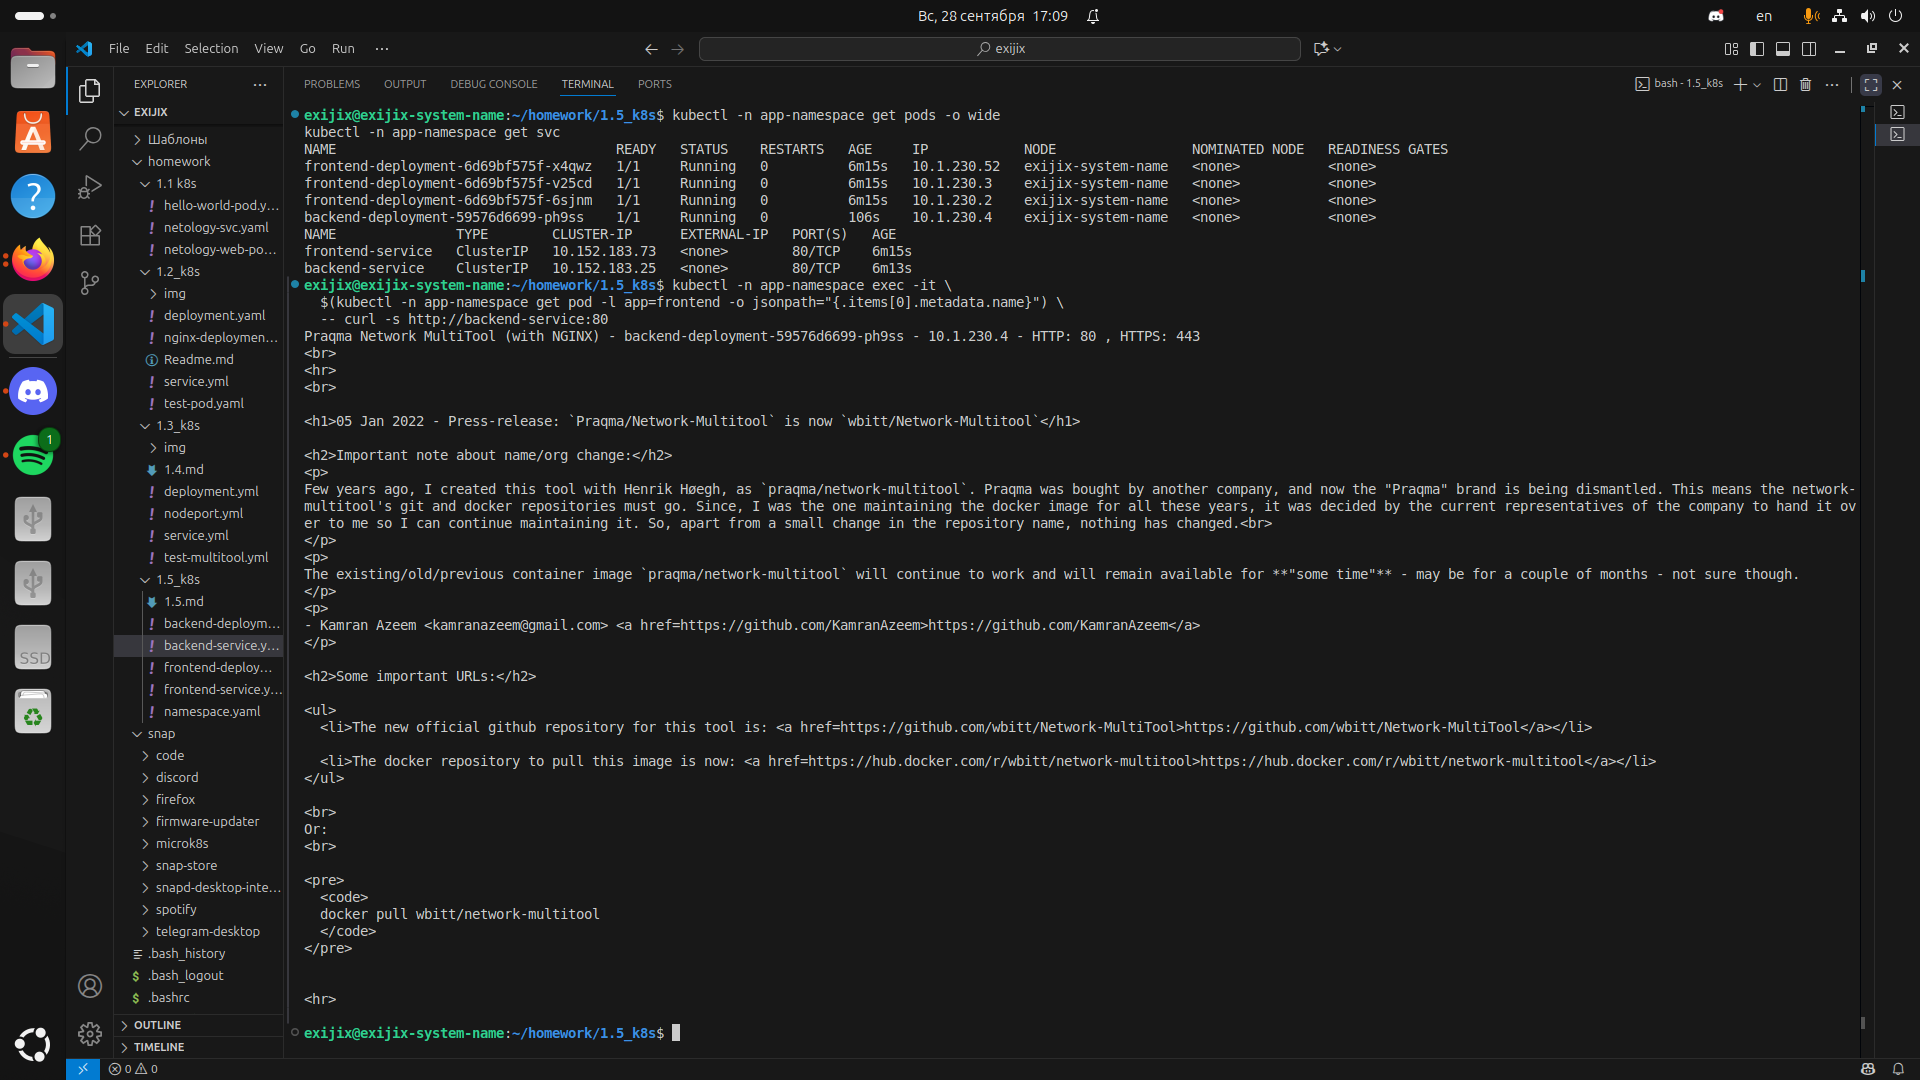 Вс, 28 сентября 17:09
en
File Edit Selection View Go Run ···
exijix
EXPLORER
PROBLEMS OUTPUT DEBUG CONSOLE TERMINAL PORTS
bash - 1.5_k8s
EXIJIX
Шаблоны
homework
1.1 k8s
hello-world-pod.y...
netology-svc.yaml
netology-web-po...
1.2_k8s
img
deployment.yaml
nginx-deploymen...
Readme.md
service.yml
test-pod.yaml
1.3_k8s
img
1.4.md
deployment.yml
nodeport.yml
service.yml
test-multitool.yml
1.5_k8s
1.5.md
backend-deploym...
backend-service.y...
frontend-deploy...
frontend-service.y...
namespace.yaml
snap
code
discord
firefox
firmware-updater
microk8s
snap-store
snapd-desktop-inte...
spotify
telegram-desktop
.bash_history
.bash_logout
.bashrc
OUTLINE
TIMELINE
exijix@exijix-system-name:~/homework/1.5_k8s$ kubectl -n app-namespace get pods -o wide
kubectl -n app-namespace get svc
NAME READY STATUS RESTARTS AGE IP NODE NOMINATED NODE READINESS GATES
frontend-deployment-6d69bf575f-x4qwz 1/1 Running 0 6m15s 10.1.230.52 exijix-system-name <none> <none>
frontend-deployment-6d69bf575f-v25cd 1/1 Running 0 6m15s 10.1.230.3 exijix-system-name <none> <none>
frontend-deployment-6d69bf575f-6sjnm 1/1 Running 0 6m15s 10.1.230.2 exijix-system-name <none> <none>
backend-deployment-59576d6699-ph9ss 1/1 Running 0 106s 10.1.230.4 exijix-system-name <none> <none>
NAME TYPE CLUSTER-IP EXTERNAL-IP PORT(S) AGE
frontend-service ClusterIP 10.152.183.73 <none> 80/TCP 6m15s
backend-service ClusterIP 10.152.183.25 <none> 80/TCP 6m13s
exijix@exijix-system-name:~/homework/1.5_k8s$ kubectl -n app-namespace exec -it \
$(kubectl -n app-namespace get pod -l app=frontend -o jsonpath="{.items[0].metadata.name}") \
-- curl -s http://backend-service:80
Praqma Network MultiTool (with NGINX) - backend-deployment-59576d6699-ph9ss - 10.1.230.4 - HTTP: 80 , HTTPS: 443
<br>
<hr>
<br>
<h1>05 Jan 2022 - Press-release: `Praqma/Network-Multitool` is now `wbitt/Network-Multitool`</h1>
<h2>Important note about name/org change:</h2>
<p>
Few years ago, I created this tool with Henrik Høegh, as `praqma/network-multitool`. Praqma was bought by another company, and now the "Praqma" brand is being dismantled. This means the network-
multitool's git and docker repositories must go. Since, I was the one maintaining the docker image for all these years, it was decided by the current representatives of the company to hand it ov
er to me so I can continue maintaining it. So, apart from a small change in the repository name, nothing has changed.<br>
</p>
<p>
The existing/old/previous container image `praqma/network-multitool` will continue to work and will remain available for **"some time"** - may be for a couple of months - not sure though.
</p>
<p>
- Kamran Azeem <kamranazeem@gmail.com> <a href=https://github.com/KamranAzeem>https://github.com/KamranAzeem</a>
</p>
<h2>Some important URLs:</h2>
<ul>
<li>The new official github repository for this tool is: <a href=https://github.com/wbitt/Network-MultiTool>https://github.com/wbitt/Network-MultiTool</a></li>
<li>The docker repository to pull this image is now: <a href=https://hub.docker.com/r/wbitt/network-multitool>https://hub.docker.com/r/wbitt/network-multitool</a></li>
</ul>
<br>
Or:
<br>
<pre>
<code>
docker pull wbitt/network-multitool
</code>
</pre>
<hr>
exijix@exijix-system-name:~/homework/1.5_k8s$
1
SSD
0 0